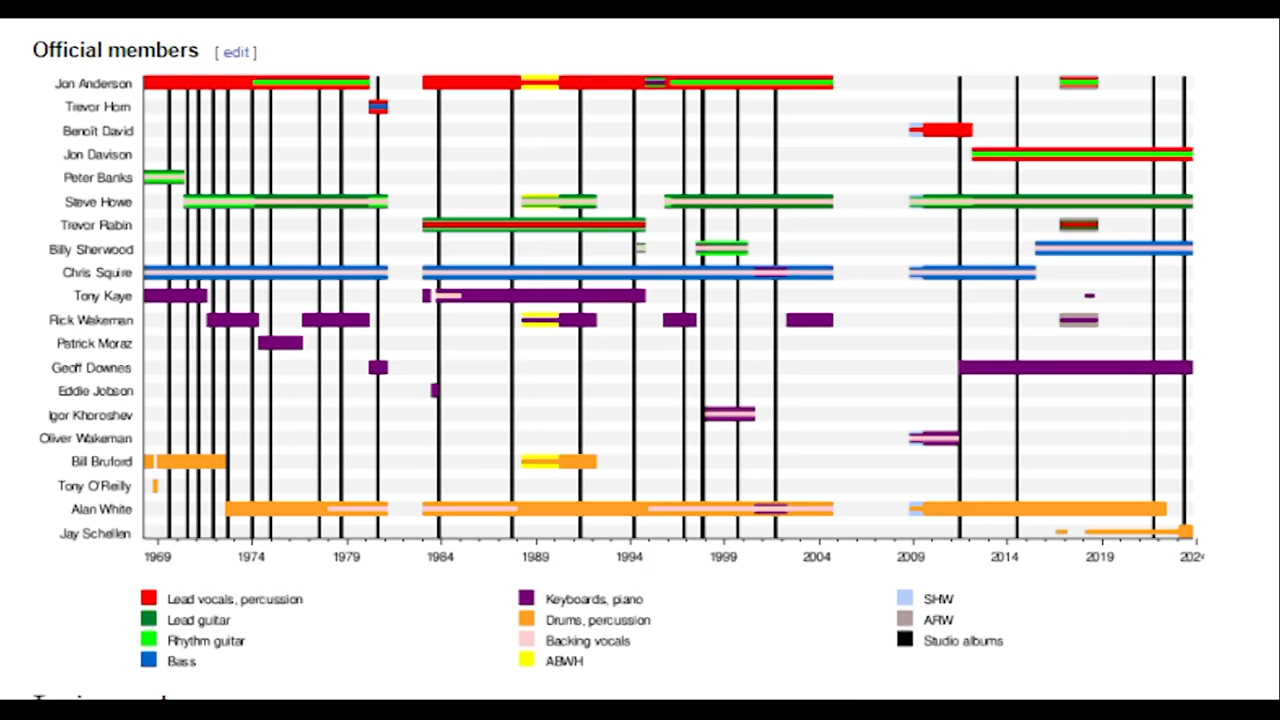 Official members [ edit ]
Jon Anderson
Trevor Horn
Benoît David
Jon Davison
Peter Banks
Steve Howe
Trevor Rabin
Billy Sherwood
Chris Squire
Tony Kaye
Rick Wakeman
Patrick Moraz
Geoff Downes
Eddie Jobson
Igor Khoroshev
Oliver Wakeman
Bill Bruford
Tony O'Reilly
Alan White
Jay Schellen
1969 1974 1979 1984 1989 1994 1999 2004 2009 2014 2019 2024
Lead vocals, percussion
Lead guitar
Rhythm guitar
Bass
Keyboards, piano
Drums, percussion
Backing vocals
ABWH
SHW
ARW
Studio albums